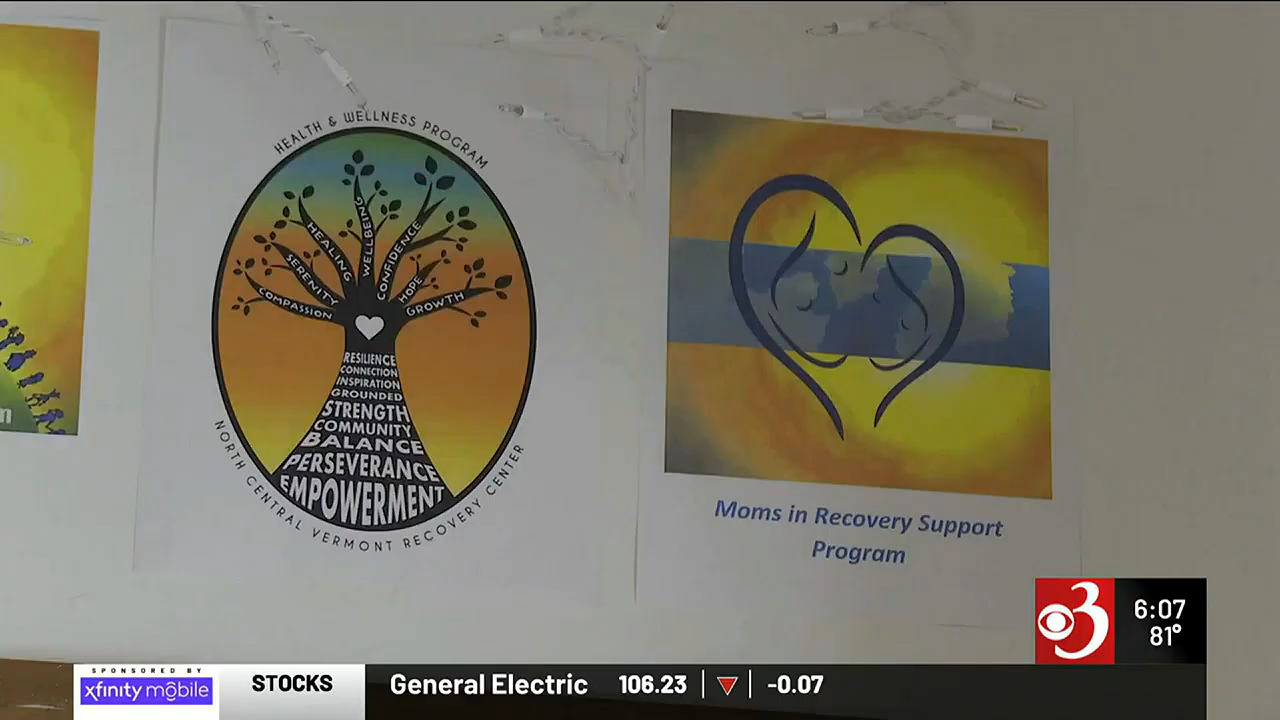 HEALTH & WELLNESS PROGRAM
WELLBEING
HEALING
CONFIDENCE
SERENITY
HOPE
COMPASSION
GROWTH
RESILIENCE
CONNECTION
INSPIRATION
GROUNDED
STRENGTH
COMMUNITY
BALANCE
PERSEVERANCE
EMPOWERMENT
NORTH CENTRAL VERMONT RECOVERY CENTER
Moms in Recovery Support
Program
3
6:07
81°
SPONSORED BY
xfinity mobile
STOCKS
General Electric 106.23 -0.07